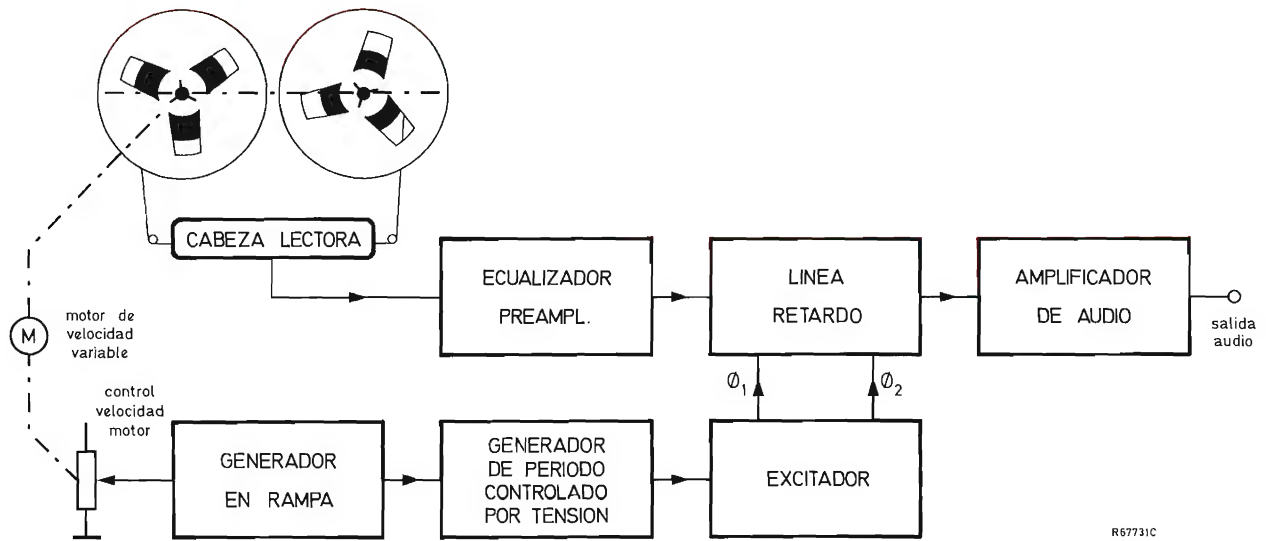 CABEZA LECTORA
ECUALIZADOR
PREAMPL.
LINEA
RETARDO
AMPLIFICADOR
DE AUDIO
salida
audio
motor de
velocidad
variable
M
control
velocidad
motor
Ø1
Ø2
GENERADOR
EN RAMPA
GENERADOR
DE PERIODO
CONTROLADO
POR TENSION
EXCITADOR
R67731C